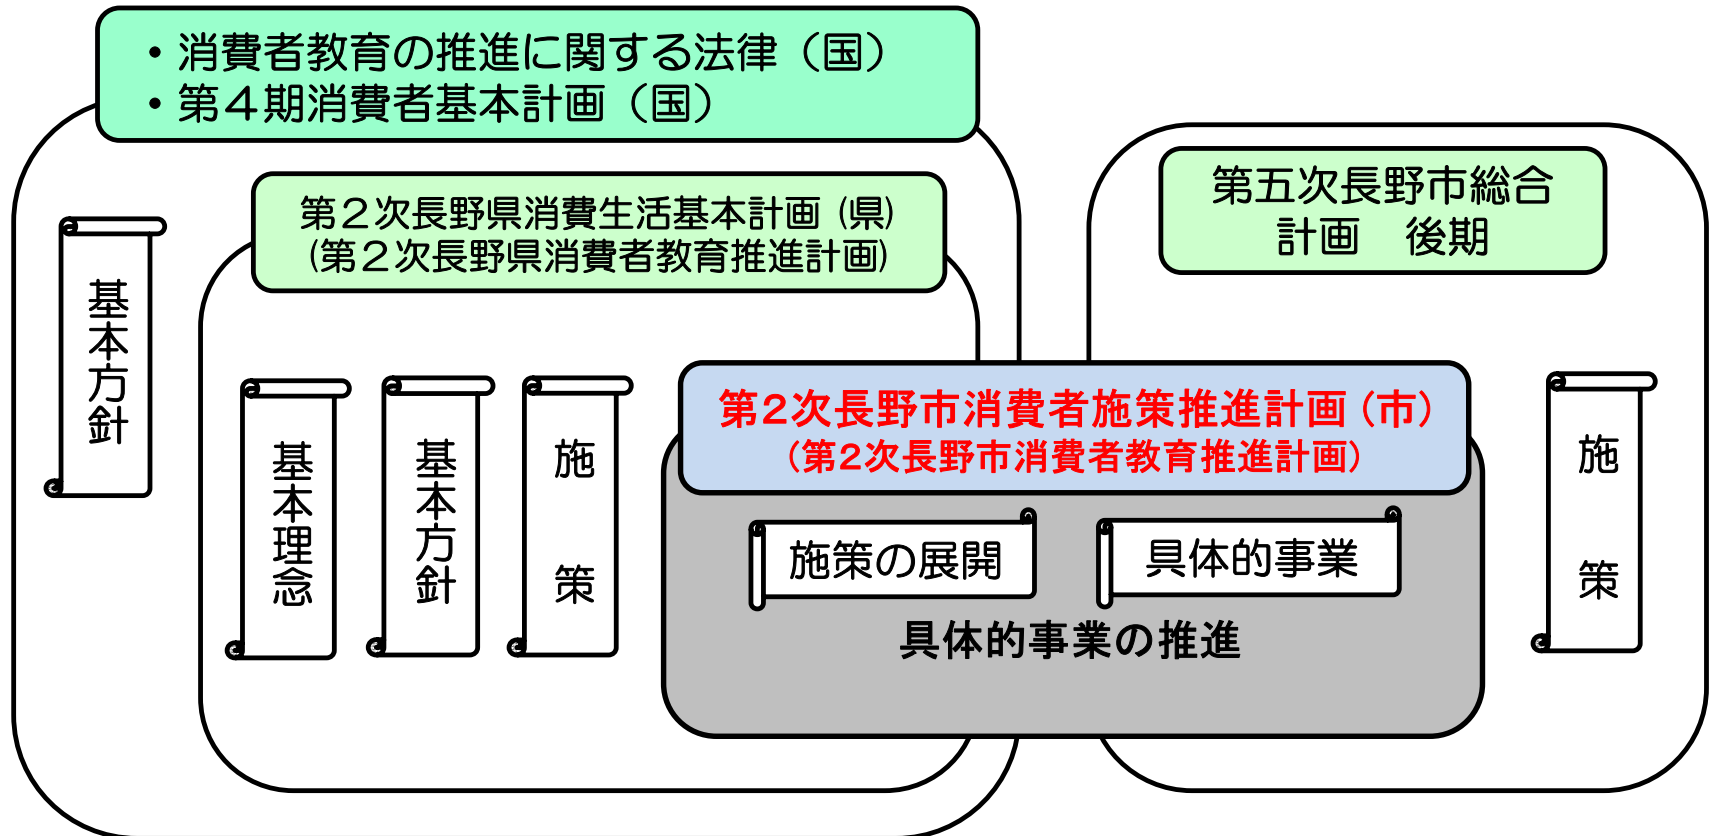 ・消費者教育の推進に関する法律（国）
・第４期消費者基本計画（国）
第２次長野県消費生活基本計画(県)
(第２次長野県消費者教育推進計画)
第五次長野市総合
計画　後期
基本方針
基本理念
基本方針
施　策
第2次長野市消費者施策推進計画(市)
(第2次長野市消費者教育推進計画)
施策の展開
具体的事業
具体的事業の推進
施　策